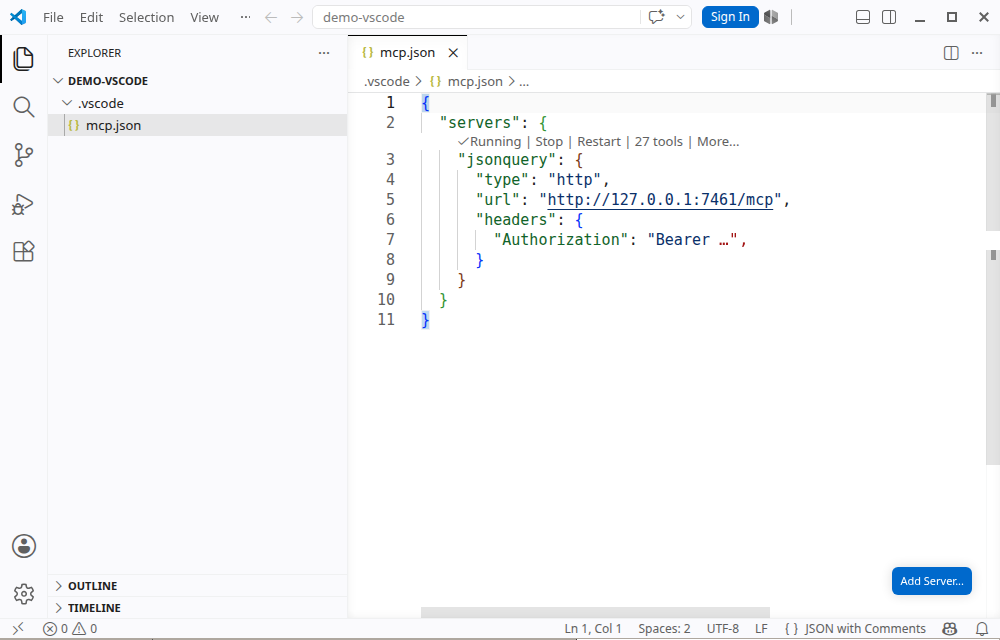 File Edit Selection View ··· demo-vscode Sign In
EXPLORER ···
DEMO-VSCODE
.vscode
{} mcp.json
{} mcp.json
.vscode > {} mcp.json > ...
1 {
2 "servers": {
✓Running | Stop | Restart | 27 tools | More...
3 "jsonquery": {
4 "type": "http",
5 "url": "http://127.0.0.1:7461/mcp",
6 "headers": {
7 "Authorization": "Bearer …",
8 }
9 }
10 }
11 }
Add Server...
OUTLINE
TIMELINE
0 0 Ln 1, Col 1 Spaces: 2 UTF-8 LF { } JSON with Comments